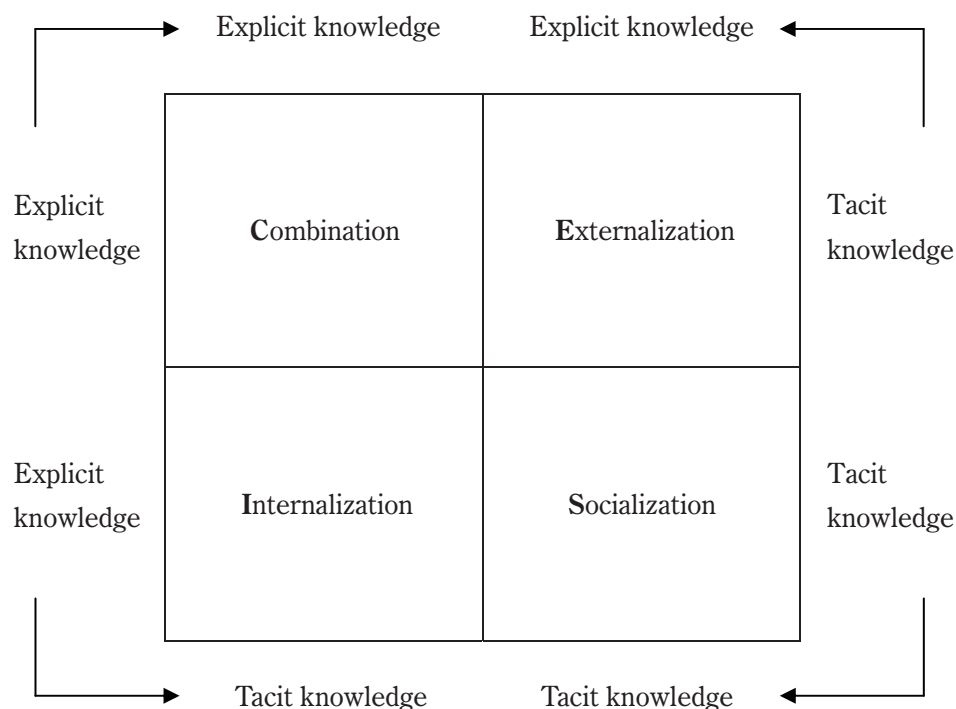 Explicit knowledge Explicit knowledge
Explicit
knowledge
Combination
Externalization
Tacit
knowledge
Explicit
knowledge
Internalization
Socialization
Tacit
knowledge
Tacit knowledge Tacit knowledge